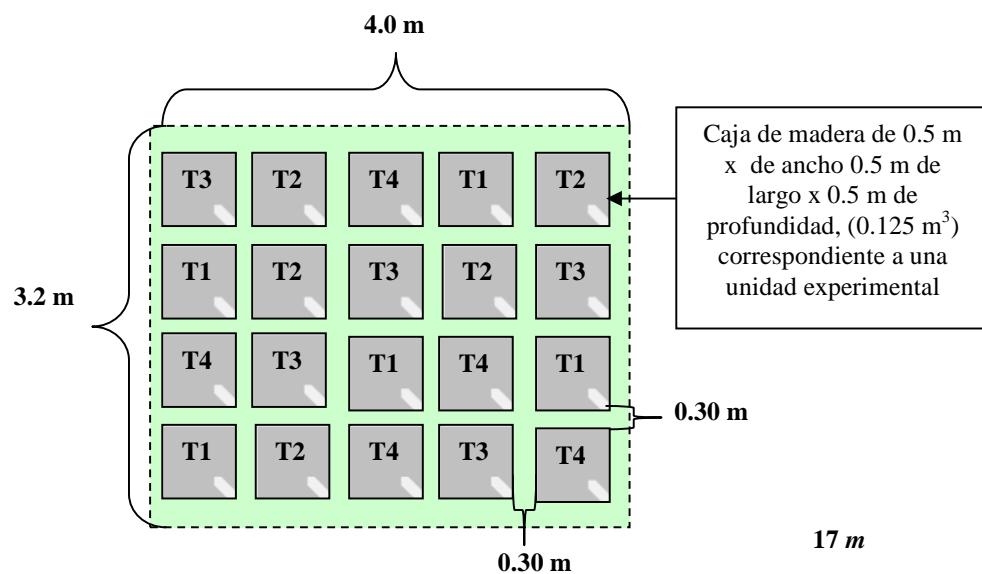 4.0 m
Caja de madera de 0.5 m
x de ancho 0.5 m de
largo x 0.5 m de
profundidad, (0.125 m³)
correspondiente a una
unidad experimental
T3 T2 T4 T1 T2
T1 T2 T3 T2 T3
3.2 m
T4 T3 T1 T4 T1
0.30 m
T1 T2 T4 T3 T4
17 m
0.30 m